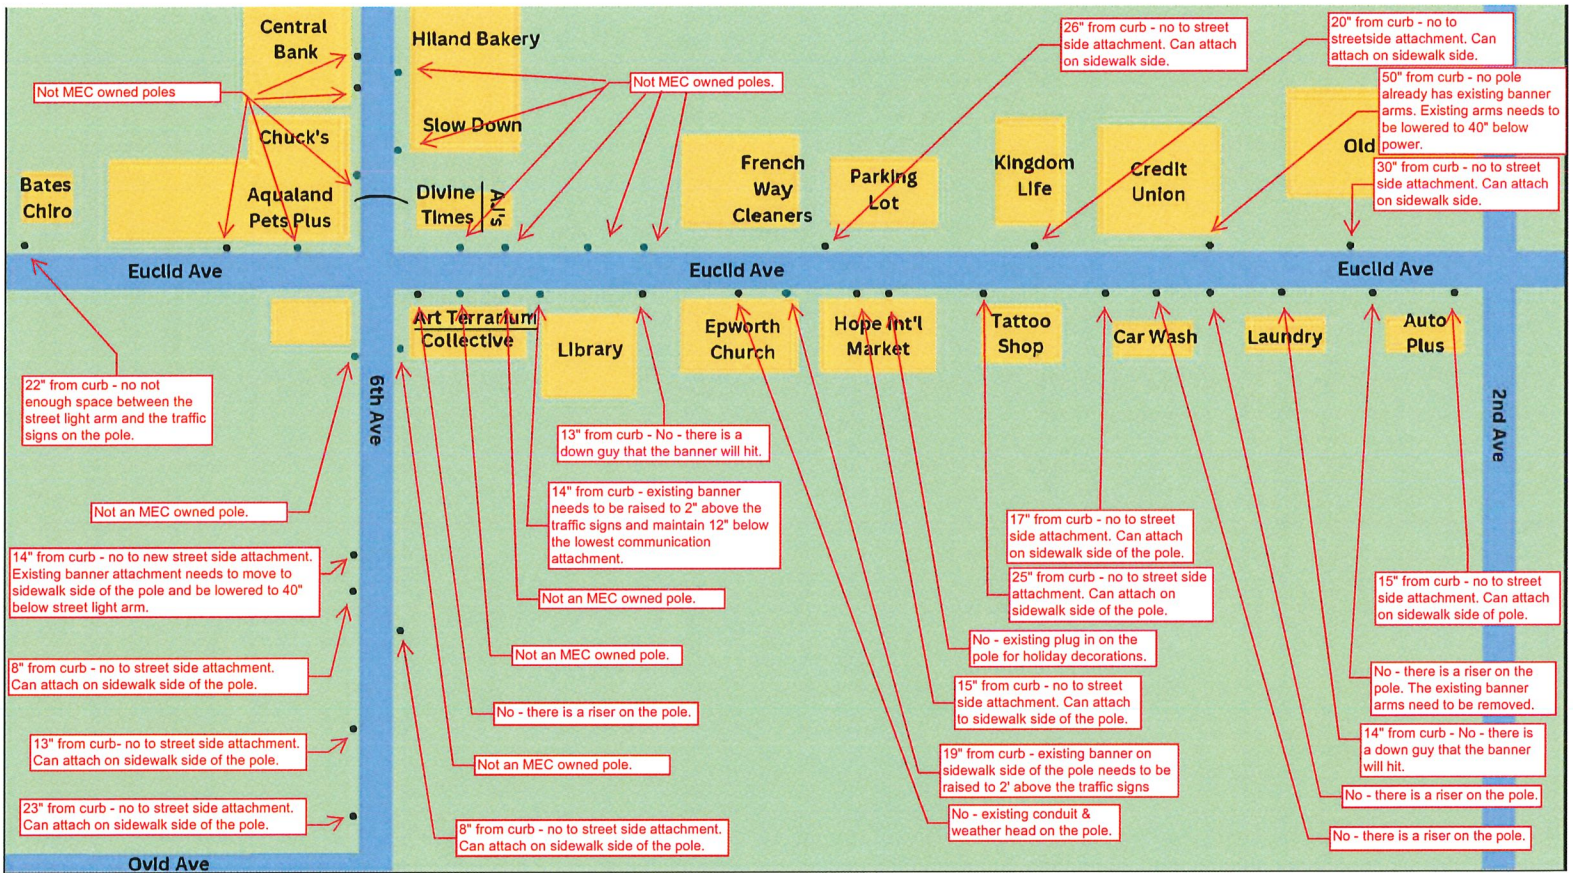 Central
Bank
Hiland Bakery
26" from curb - no to street
side attachment. Can attach
on sidewalk side.
20" from curb - no to
streetside attachment. Can
attach on sidewalk side.
Not MEC owned poles
Not MEC owned poles.
50" from curb - no pole
already has existing banner
arms. Existing arms needs to
be lowered to 40" below
power.
Chuck's
Slow Down
French
Way
Cleaners
Parking
Lot
Kingdom
Life
Credit
Union
Old
30" from curb - no to street
side attachment. Can attach
on sidewalk side.
Bates
Chiro
Aqualand
Pets Plus
Divine
Times
AJ's
Euclid Ave
Euclid Ave
Euclid Ave
Art Terrarium
Collective
Library
Epworth
Church
Hope Int'l
Market
Tattoo
Shop
Car Wash
Laundry
Auto
Plus
6th Ave
2nd Ave
22" from curb - no not
enough space between the
street light arm and the traffic
signs on the pole.
13" from curb - No - there is a
down guy that the banner will hit.
Not an MEC owned pole.
14" from curb - existing banner
needs to be raised to 2" above the
traffic signs and maintain 12" below
the lowest communication
attachment.
17" from curb - no to street
side attachment. Can attach
on sidewalk side of the pole.
14" from curb - no to new street side attachment.
Existing banner attachment needs to move to
sidewalk side of the pole and be lowered to 40"
below street light arm.
25" from curb - no to street side
attachment. Can attach on
sidewalk side of the pole.
15" from curb - no to street
side attachment. Can attach
on sidewalk side of pole.
Not an MEC owned pole.
No - existing plug in on the
pole for holiday decorations.
8" from curb - no to street side attachment.
Can attach on sidewalk side of the pole.
Not an MEC owned pole.
No - there is a riser on the
pole. The existing banner
arms need to be removed.
15" from curb - no to street
side attachment. Can attach
to sidewalk side of the pole.
No - there is a riser on the pole.
13" from curb- no to street side attachment.
Can attach on sidewalk side of the pole.
14" from curb - No - there is
a down guy that the banner
will hit.
Not an MEC owned pole.
19" from curb - existing banner on
sidewalk side of the pole needs to be
raised to 2' above the traffic signs
No - there is a riser on the pole.
23" from curb - no to street side attachment.
Can attach on sidewalk side of the pole.
No - existing conduit &
weather head on the pole.
8" from curb - no to street side attachment.
Can attach on sidewalk side of the pole.
No - there is a riser on the pole.
Ovid Ave